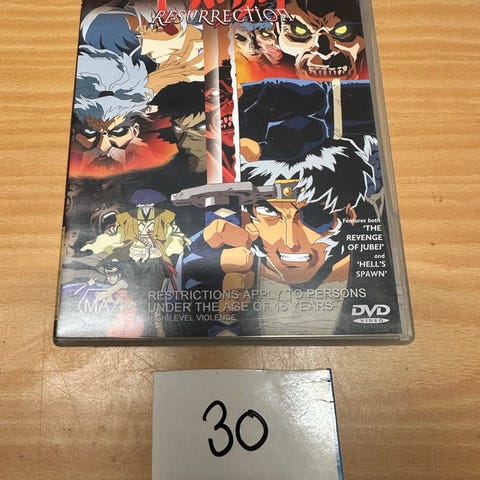 RESURRECTION
Features both
'THE
REVENGE
OF JUBEI'
and
'HELL'S
SPAWN'
MA
RESTRICTIONS APPLY TO PERSONS
UNDER THE AGE OF 15 YEARS
HIGH LEVEL VIOLENCE
DVD
VIDEO
30